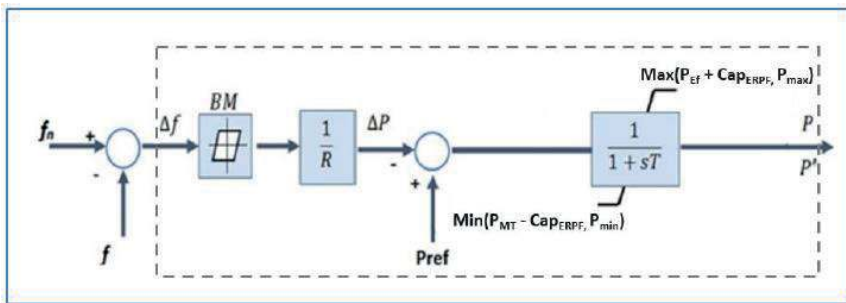 Max(P_Ef + Cap_ERPF, P_max)
BM
f_n + Δf 1/R ΔP 1/(1 + sT) P
- - P'
+
Min(P_MT - Cap_ERPF, P_min)
f Pref